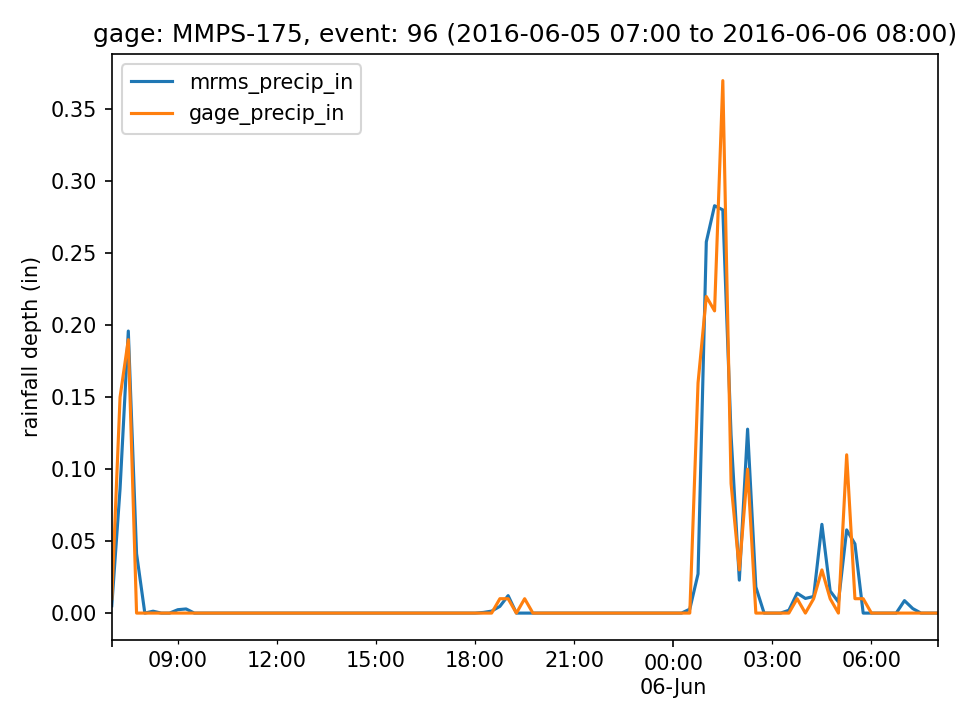 gage: MMPS-175, event: 96 (2016-06-05 07:00 to 2016-06-06 08:00)
mrms_precip_in
gage_precip_in
rainfall depth (in)
0.35
0.30
0.25
0.20
0.15
0.10
0.05
0.00
09:00 12:00 15:00 18:00 21:00 00:00 03:00 06:00
06-Jun